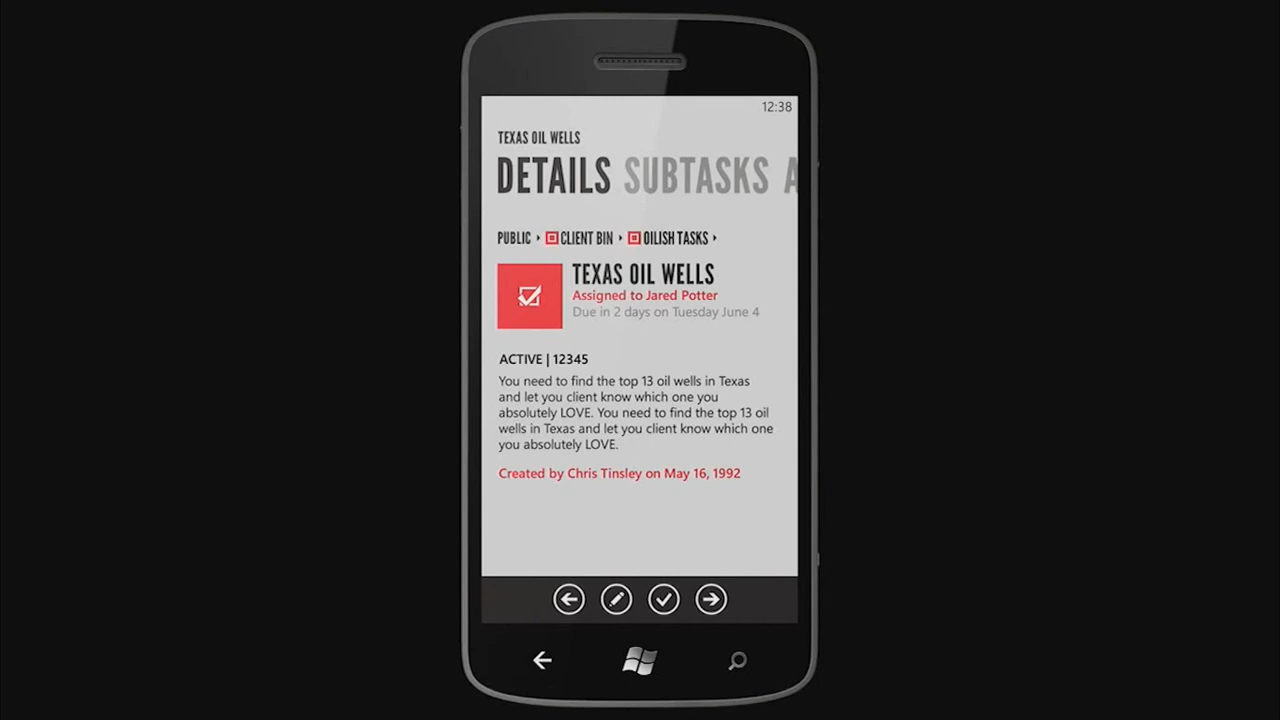 12:38
TEXAS OIL WELLS
DETAILS SUBTASKS A
PUBLIC CLIENT BIN OILISH TASKS
TEXAS OIL WELLS
Assigned to Jared Potter
Due in 2 days on Tuesday June 4
ACTIVE | 12345
You need to find the top 13 oil wells in Texas
and let you client know which one you
absolutely LOVE. You need to find the top 13 oil
wells in Texas and let you client know which one
you absolutely LOVE.
Created by Chris Tinsley on May 16, 1992